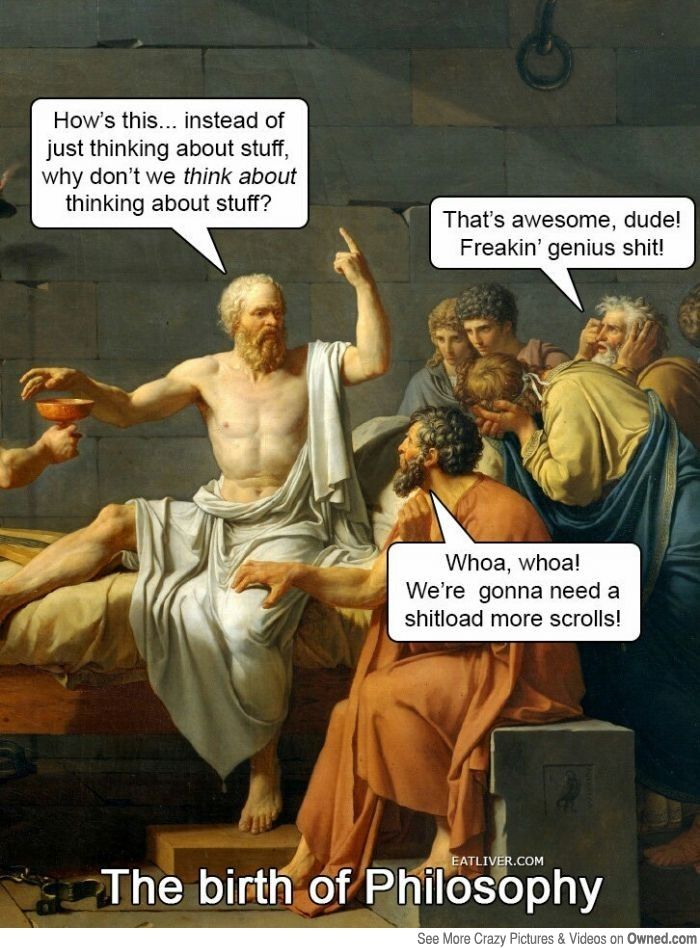 How's this... instead of
just thinking about stuff,
why don't we think about
thinking about stuff?
That's awesome, dude!
Freakin' genius shit!
Whoa, whoa!
We're gonna need a
shitload more scrolls!
EATLIVER.COM
The birth of Philosophy
See More Crazy Pictures & Videos on Owned.com